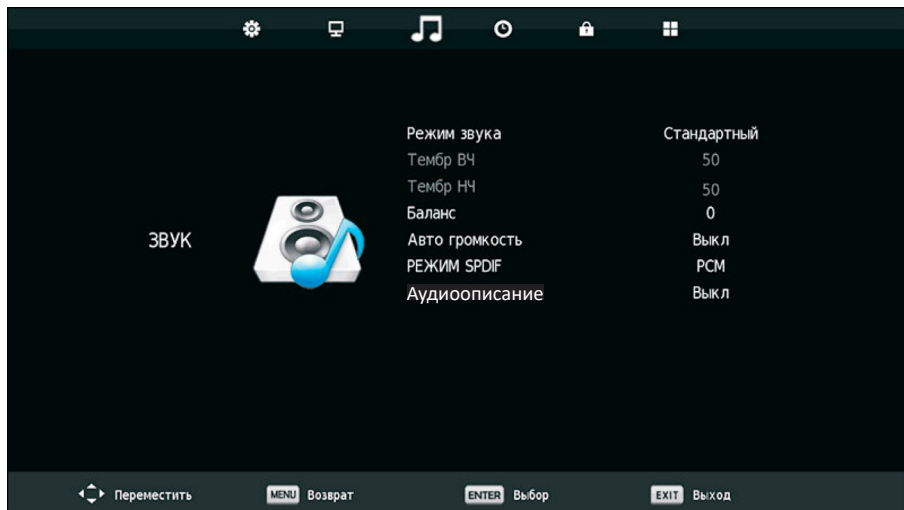 Режим звука Стандартный
Тембр ВЧ 50
Тембр НЧ 50
Баланс 0
ЗВУК
Авто громкость Выкл
РЕЖИМ SPDIF PCM
Аудиоописание Выкл
Переместить MENU Возврат ENTER Выбор EXIT Выход